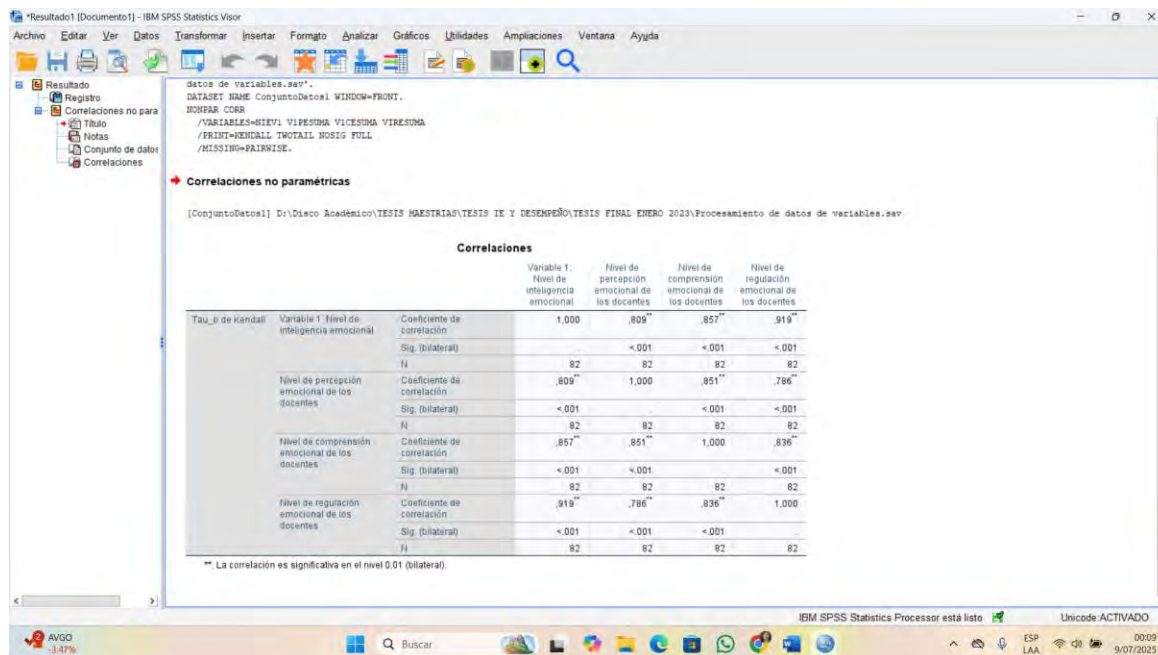 *Resultado1 [Documento1] - IBM SPSS Statistics Visor
Archivo Editar Ver Datos Transformar Insertar Formato Analizar Gráficos Utilidades Ampliaciones Ventana Ayuda
Resultado
Registro
Correlaciones no para
Título
Notas
Conjunto de datos
Correlaciones
datos de variables.sav'.
DATASET NAME ConjuntoDatos1 WINDOW=FRONT.
NONPAR CORR
/VARIABLES=NIEV1 V1PESUMA V1CESUMA V1RESUMA
/PRINT=KENDALL TWOTAIL NOSIG FULL
/MISSING=PAIRWISE.
Correlaciones no paramétricas
[ConjuntoDatos1] D:\Disco Académico\TESIS MAESTRIAS\TESIS IE Y DESEMPEÑO\TESIS FINAL ENERO 2023\Procesamiento de datos de variables.sav
Correlaciones
Variable 1: Nivel de inteligencia emocional
Nivel de percepción emocional de los docentes
Nivel de comprensión emocional de los docentes
Nivel de regulación emocional de los docentes
Tau_b de Kendall Variable 1: Nivel de inteligencia emocional Coeficiente de correlación 1,000 ,809** ,857** ,919**
Sig. (bilateral) . <,001 <,001 <,001
N 82 82 82 82
Nivel de percepción emocional de los docentes Coeficiente de correlación ,809** 1,000 ,851** ,786**
Sig. (bilateral) <,001 . <,001 <,001
N 82 82 82 82
Nivel de comprensión emocional de los docentes Coeficiente de correlación ,857** ,851** 1,000 ,836**
Sig. (bilateral) <,001 <,001 . <,001
N 82 82 82 82
Nivel de regulación emocional de los docentes Coeficiente de correlación ,919** ,786** ,836** 1,000
Sig. (bilateral) <,001 <,001 <,001 .
N 82 82 82 82
**. La correlación es significativa en el nivel 0,01 (bilateral).
IBM SPSS Statistics Processor está listo Unicode:ACTIVADO
2
AVGO
-3.47%
Buscar
ESP
LAA
00:09
9/07/2025